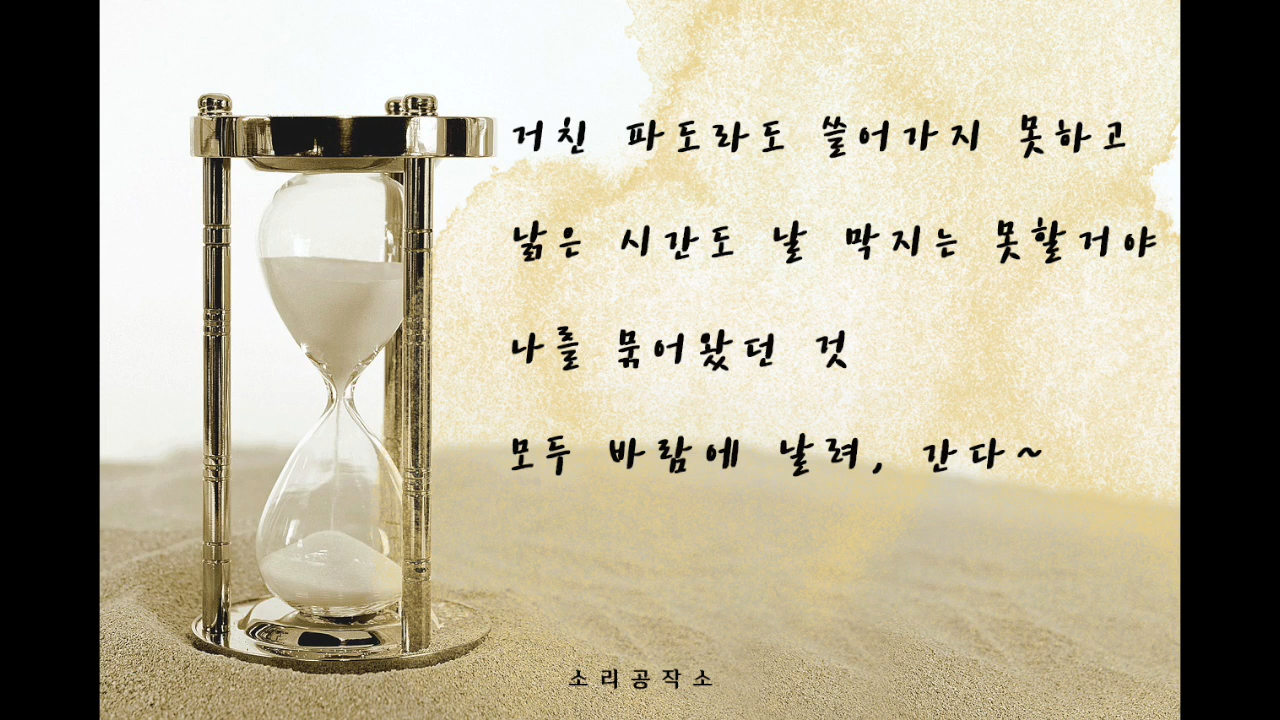 거친 파도라도 쓸어가지 못하고
낡은 시간도 날 막지는 못할거야
나를 묶어왔던 것
모두 바람에 날려, 간다~
소리공작소